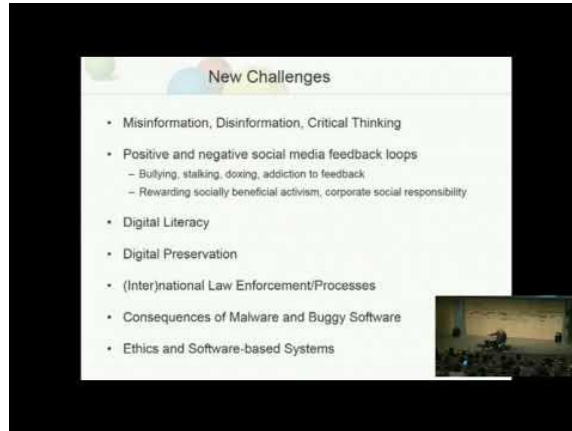 New Challenges
• Misinformation, Disinformation, Critical Thinking
• Positive and negative social media feedback loops
– Bullying, stalking, doxing, addiction to feedback
– Rewarding socially beneficial activism, corporate social responsibility
• Digital Literacy
• Digital Preservation
• (Inter)national Law Enforcement/Processes
• Consequences of Malware and Buggy Software
• Ethics and Software-based Systems